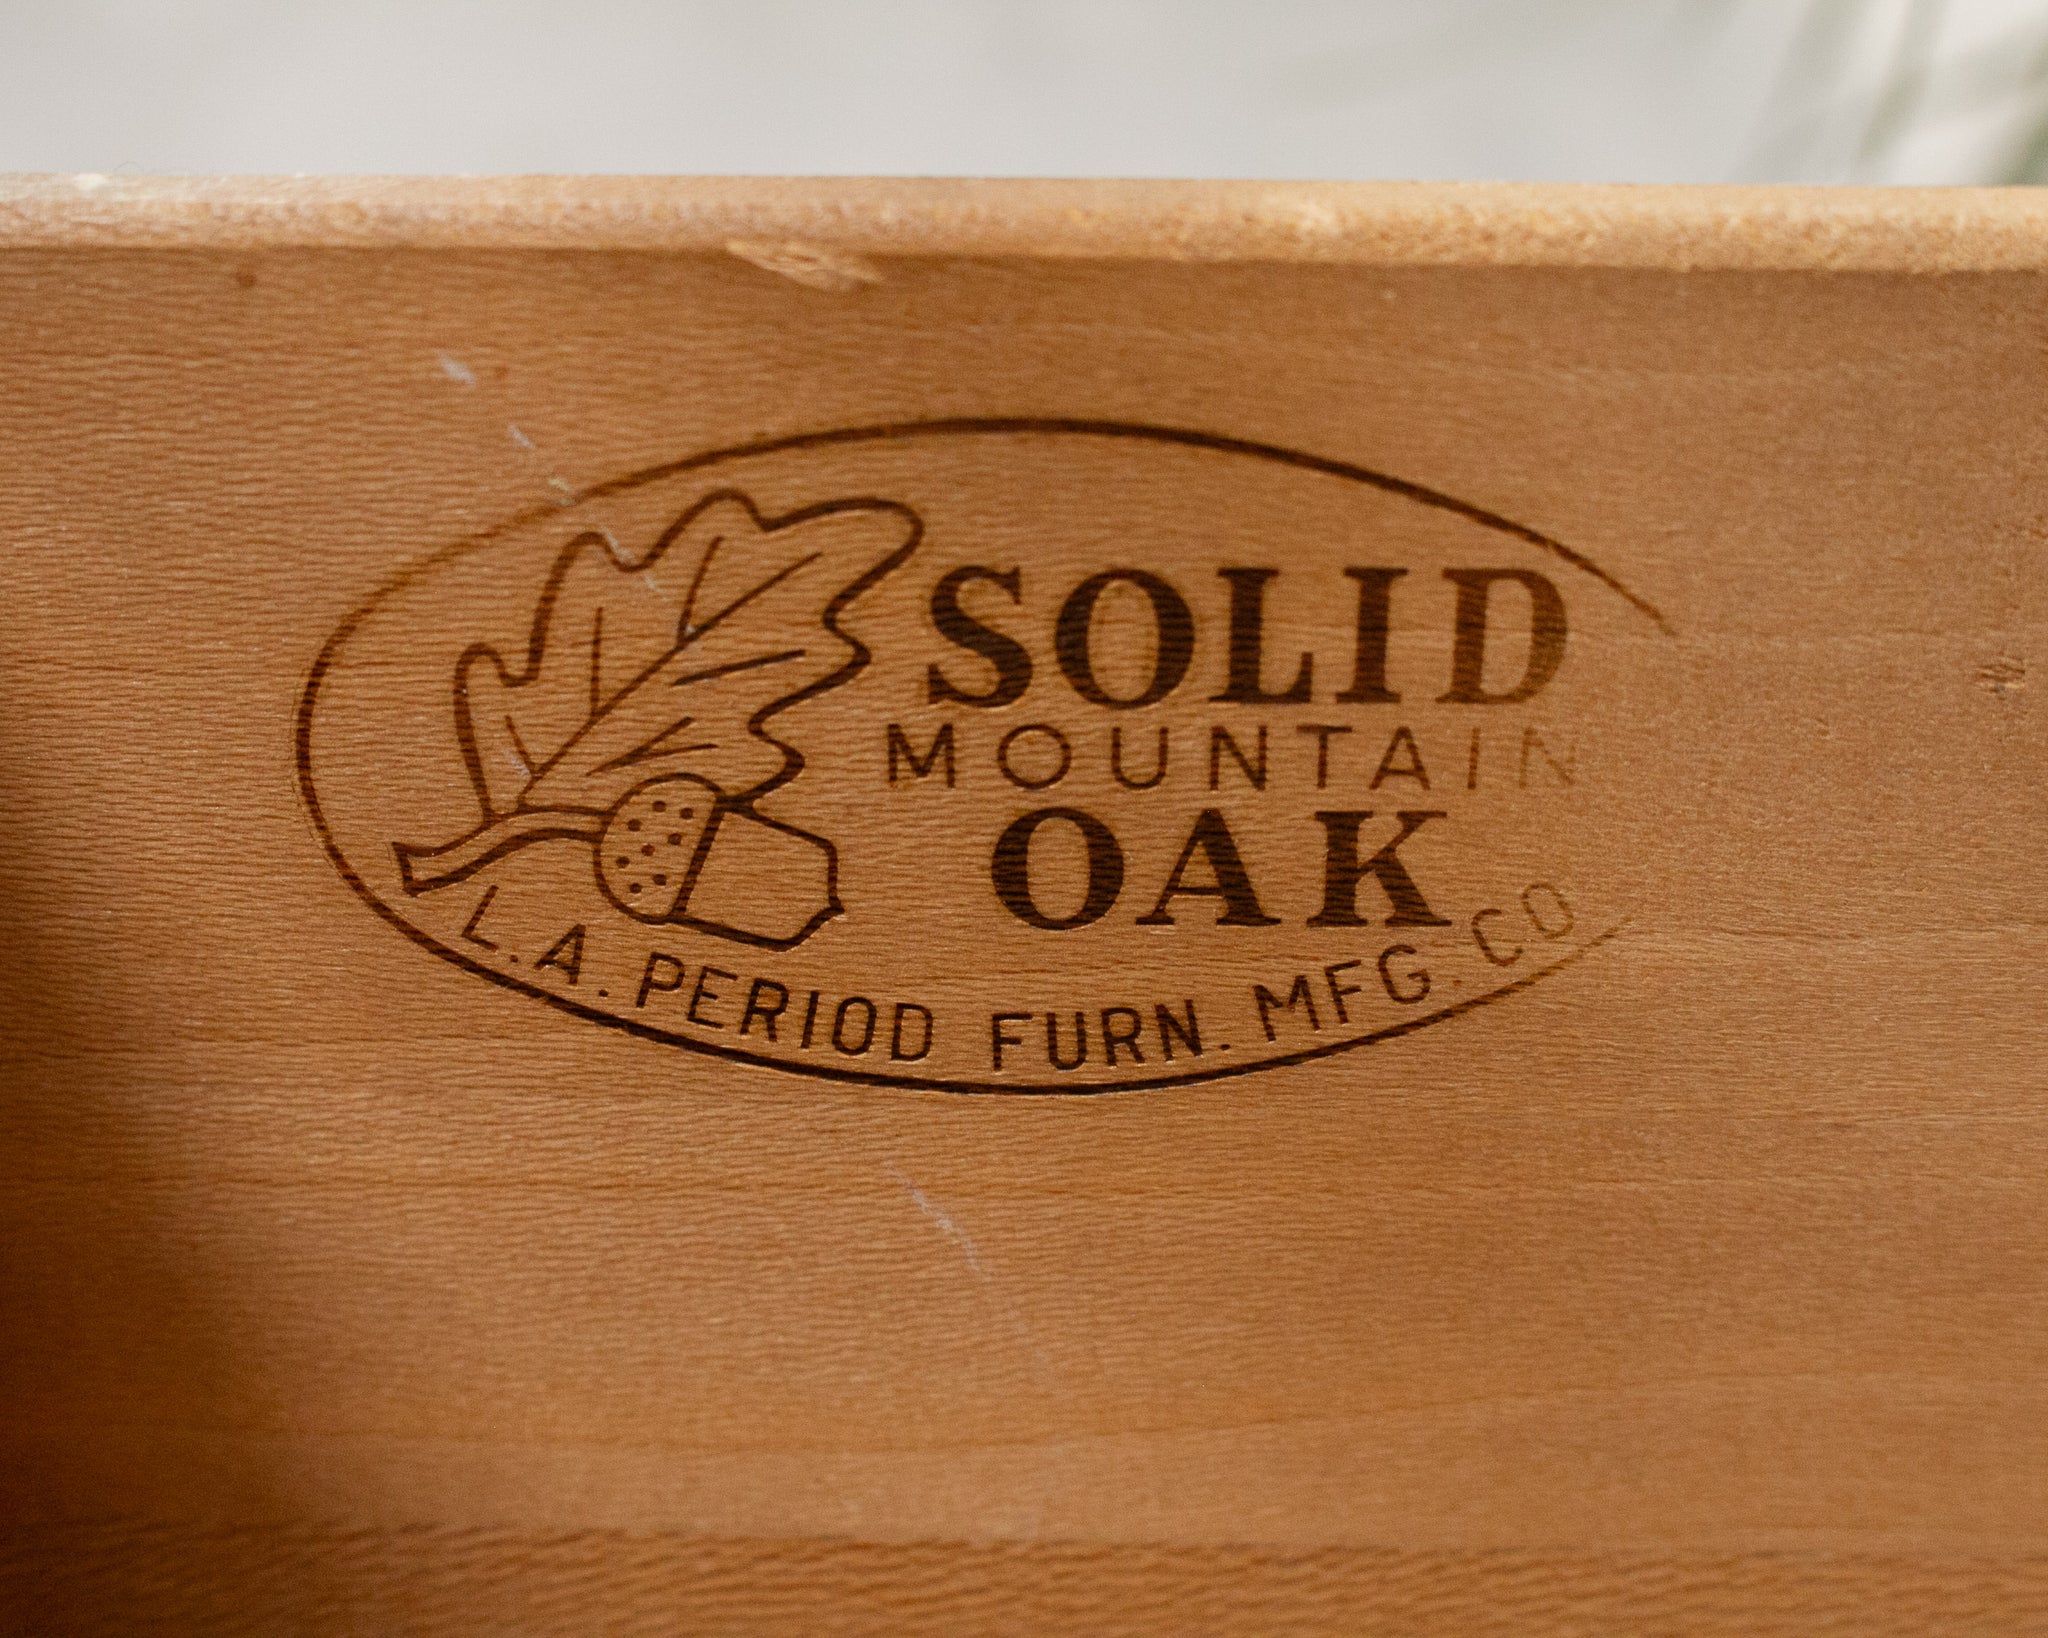 SOLID
MOUNTAIN
OAK
L.A. PERIOD FURN. MFG. CO